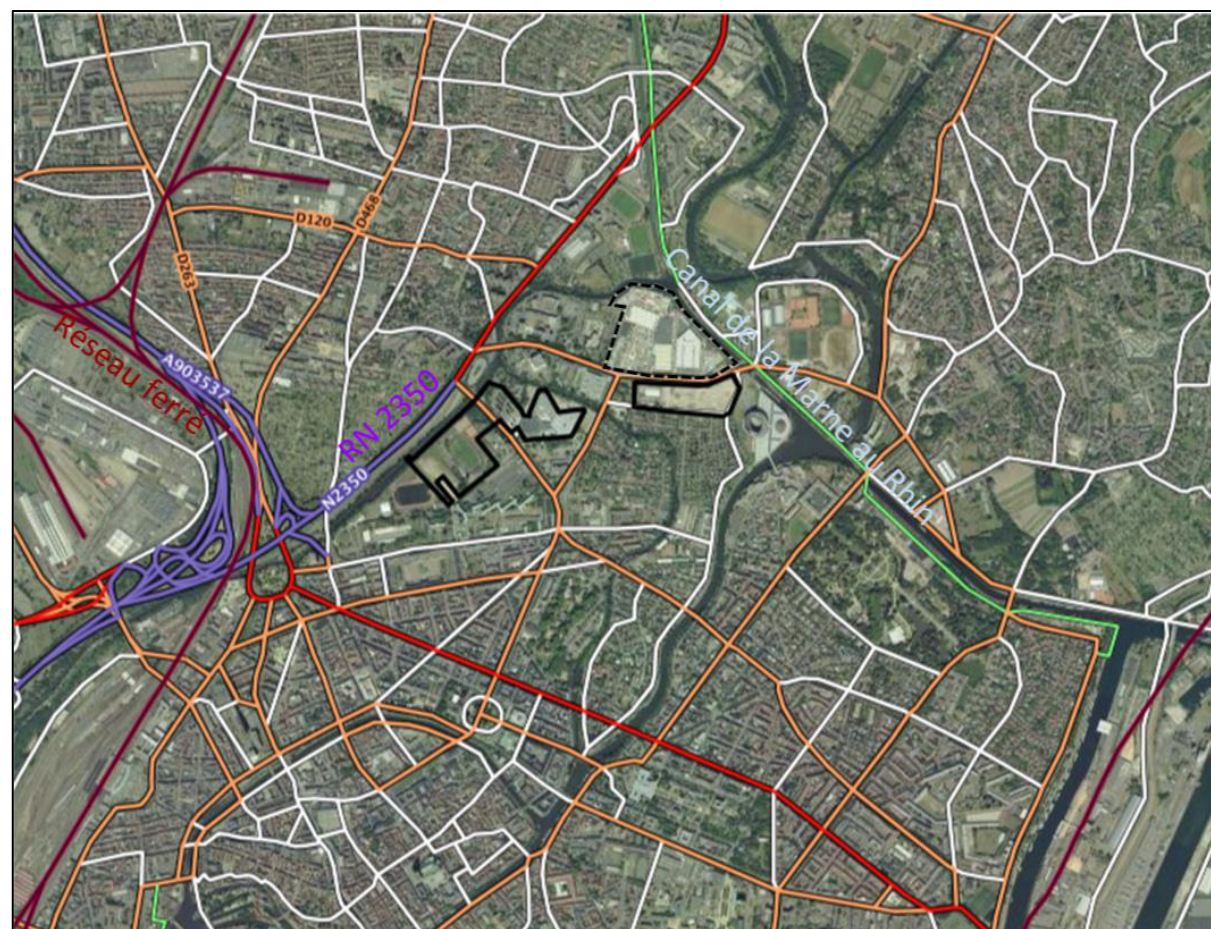 D120
D468
D263
Canal de la Marne au Rhin
Réseau ferré
A903537
RN 2350
N2350